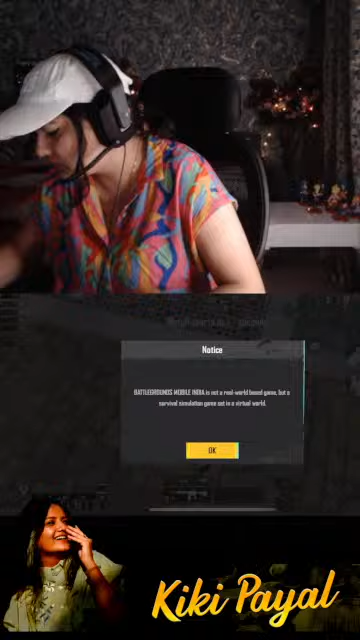 Notice
BATTLEGROUNDS MOBILE INDIA is not a real-world based game, but a
survival simulation game set in a virtual world.
OK
Kiki Payal